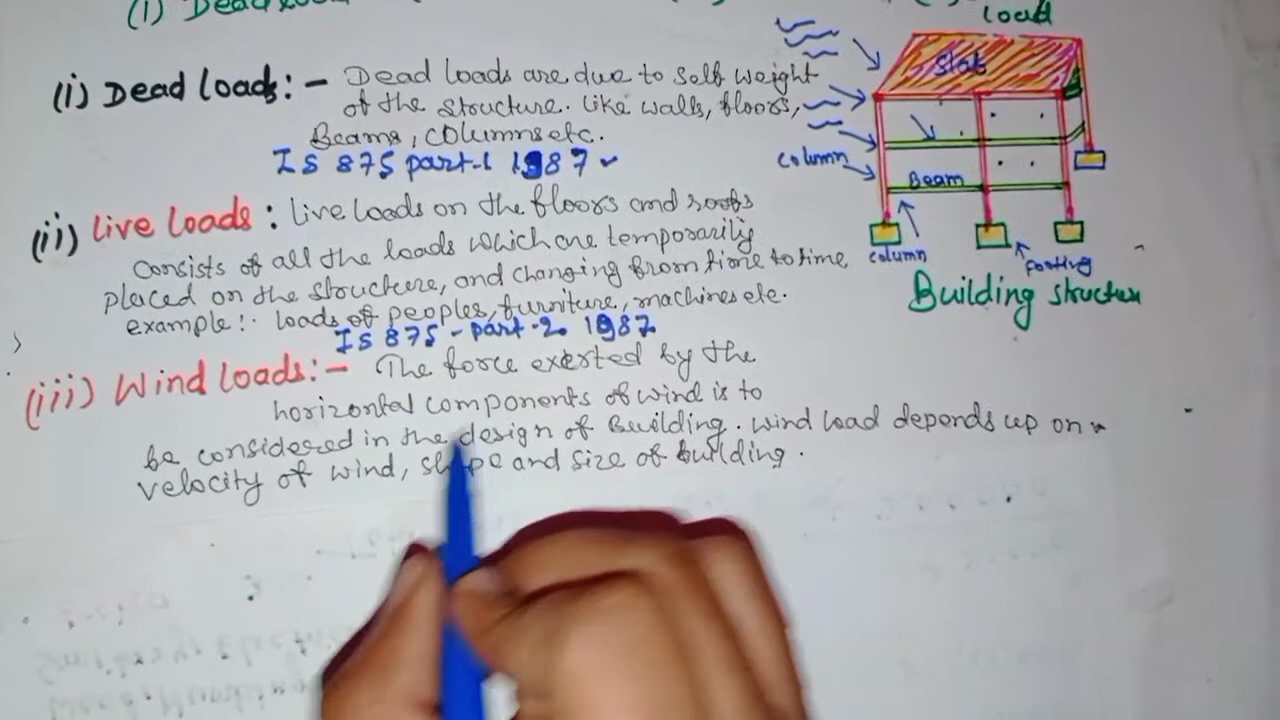 (i) Dead
load
(i) Dead loads:- Dead loads are due to self weight
of the structure. like walls, floors,
Beams, columns etc.
IS 875 part-1 1987
(ii) Live loads: live loads on the floors and roofs
consists of all the loads which are temporarily
placed on the structure, and changing from time to time,
example:- loads of peoples, furniture, machines etc.
IS 875 - part-2 1987
(iii) Wind loads:- The force exerted by the
horizontal components of wind is to
be considered in the design of Building. wind load depends up on
velocity of wind, shape and size of building.
Slab
column
Beam
column
footing
Building structure